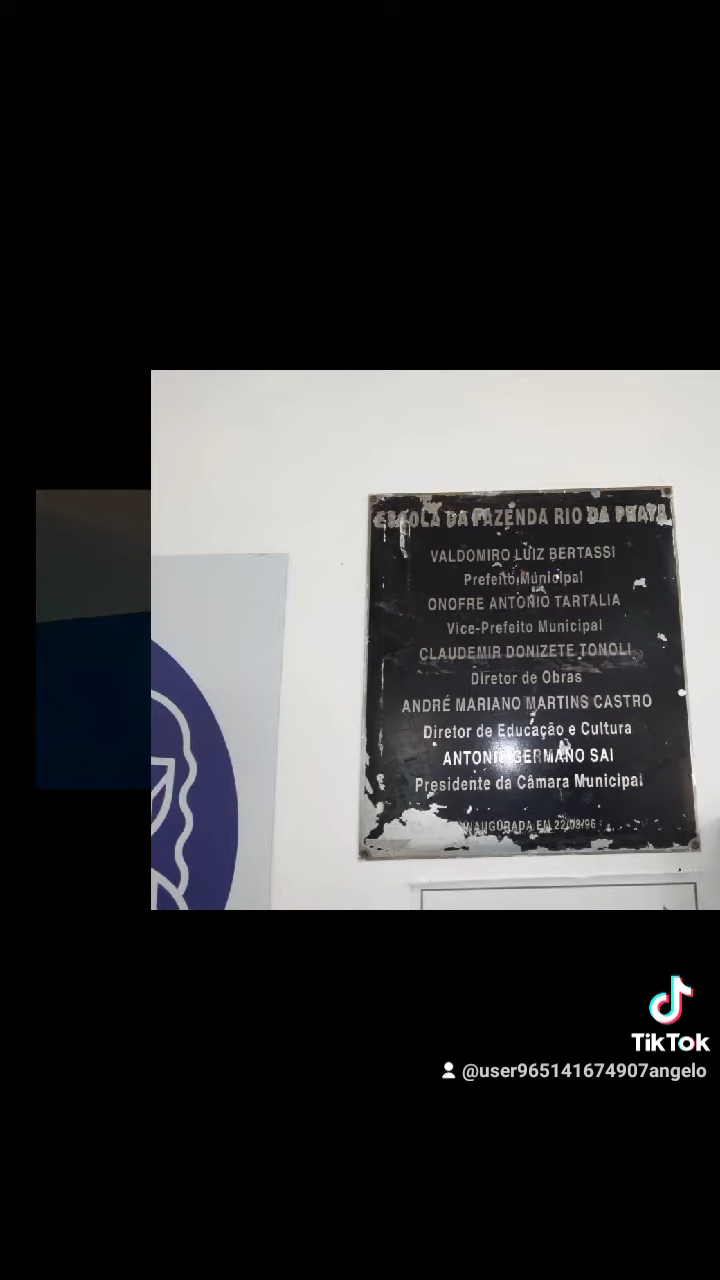 ESCOLA DA FAZENDA RIO DA PRATA
VALDOMIRO LUIZ BERTASSI
Prefeito Municipal
ONOFRE ANTONIO TARTALIA
Vice-Prefeito Municipal
CLAUDEMIR DONIZETE TONOLI
Diretor de Obras
ANDRÉ MARIANO MARTINS CASTRO
Diretor de Educação e Cultura
ANTONIO GERMANO SAI
Presidente da Câmara Municipal
INAUGURADA EM 22/03/96
TikTok
@user965141674907angelo